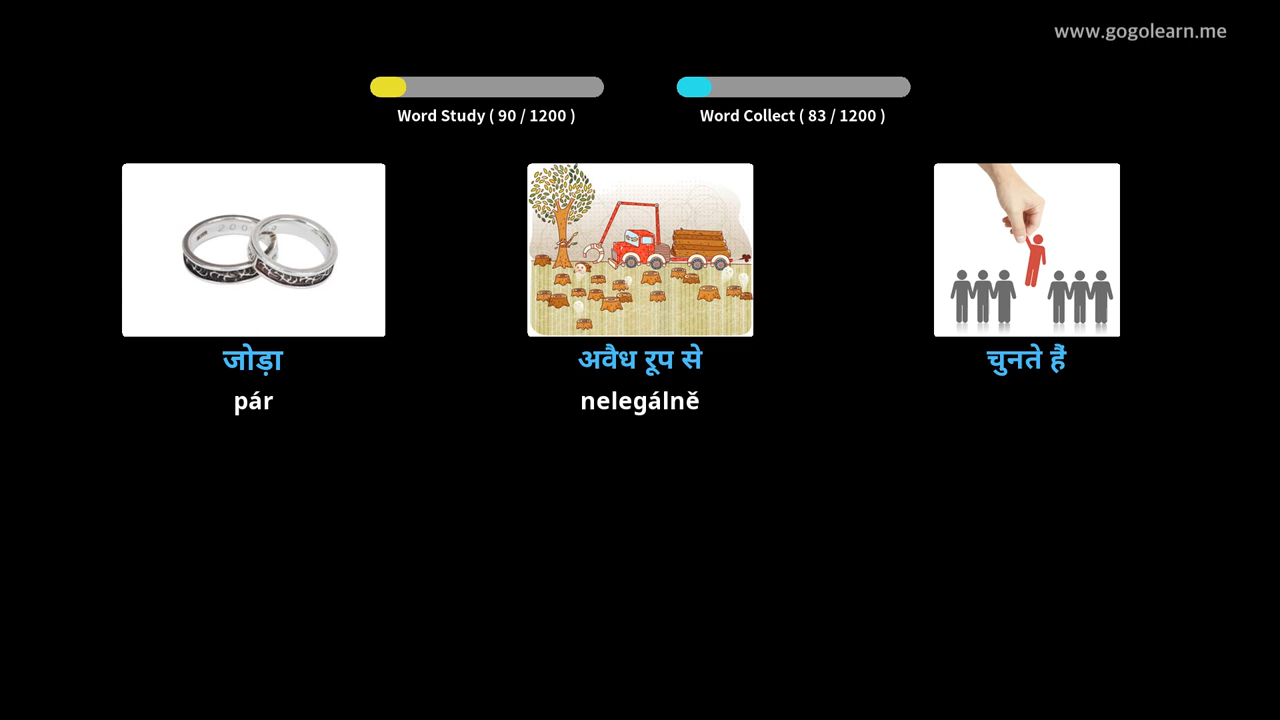 www.gogolearn.me
Word Study ( 90 / 1200 )
Word Collect ( 83 / 1200 )
जोड़ा
अवैध रूप से
चुनते हैं
pár
nelegálně